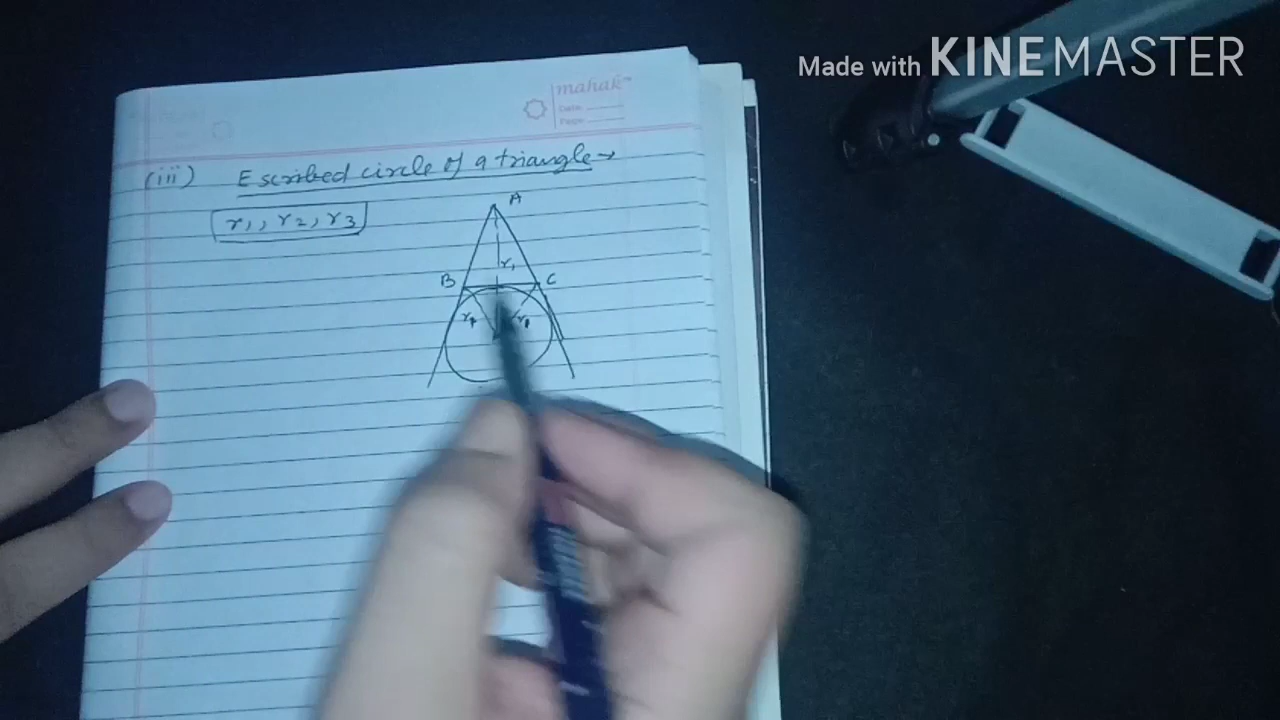 Made with KINEMASTER
mahak
Date:
Page:
(iii) Escribed circle of a triangle →
r₁, r₂, r₃
A
r₁
B C
r₁ r₁